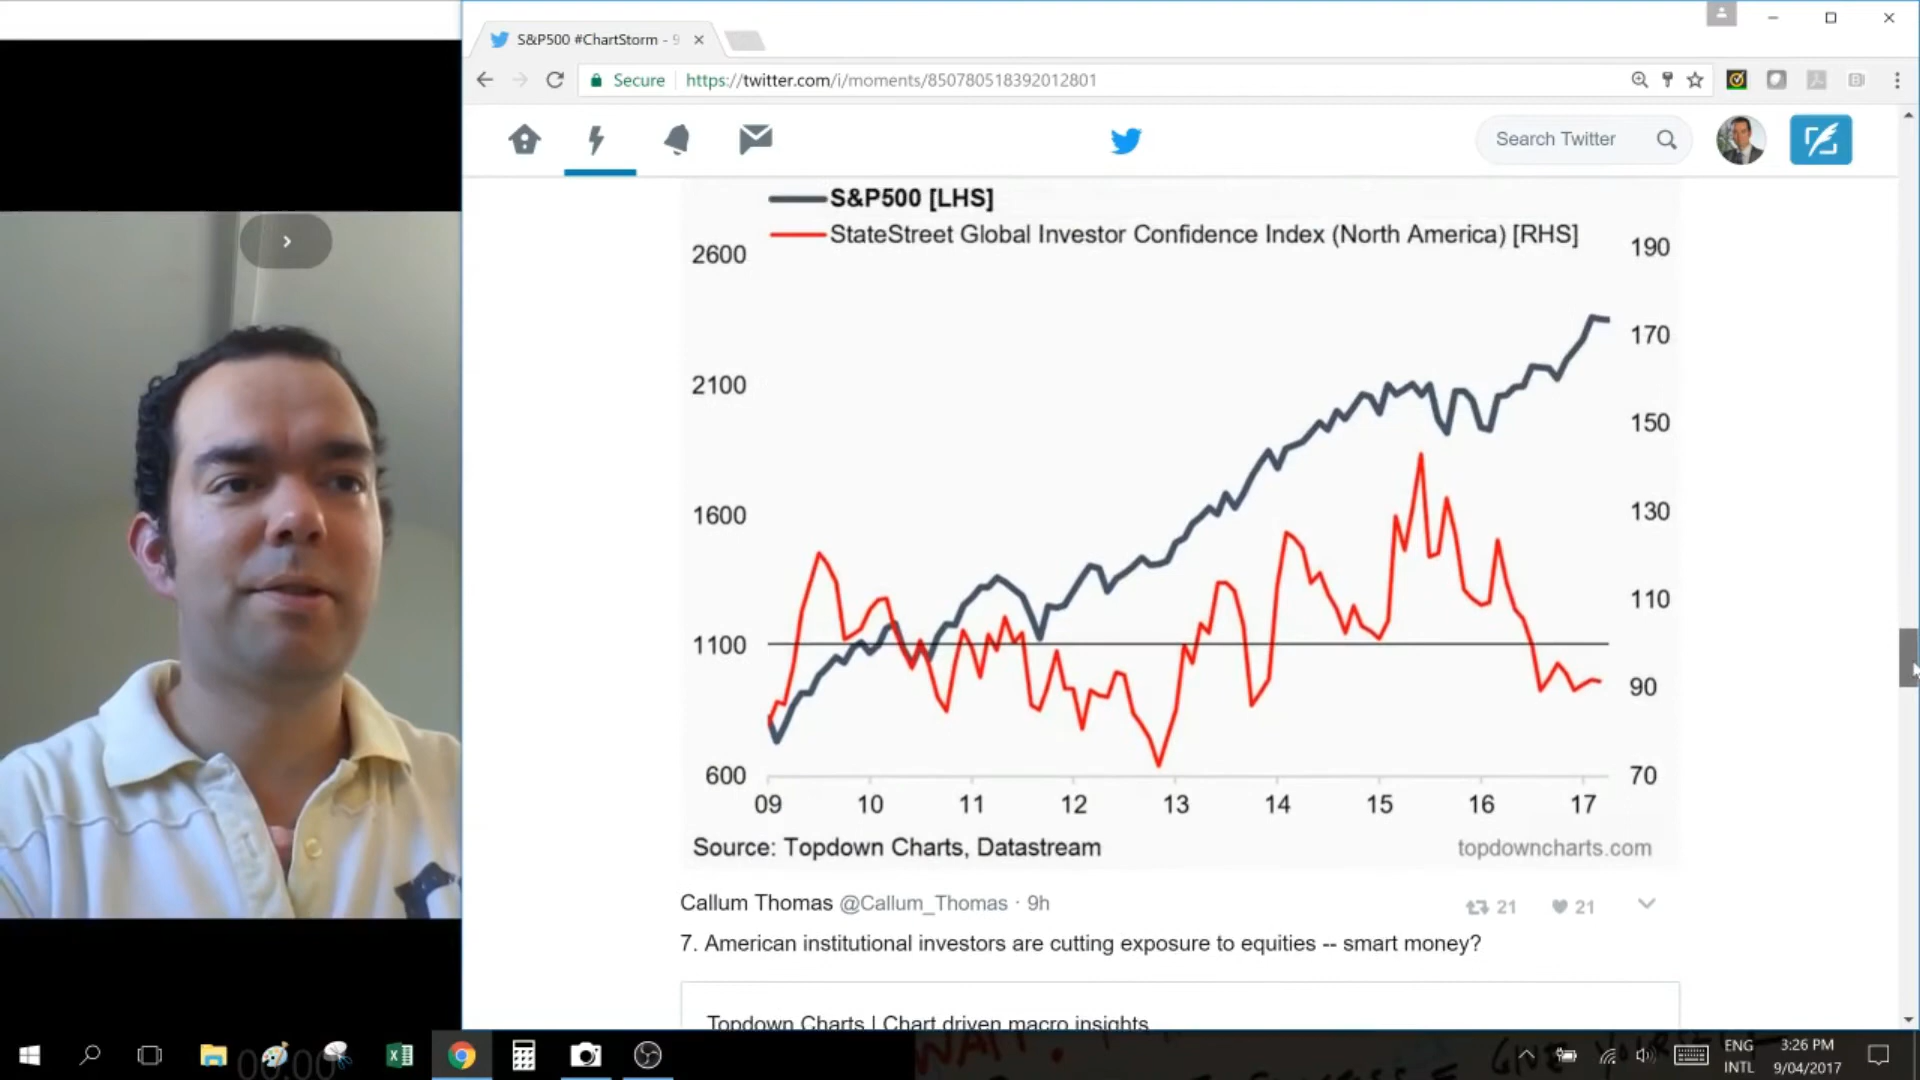 S&P500 #ChartStorm - 9
Secure
https://twitter.com/i/moments/850780518392012801
Search Twitter
S&P500 [LHS]
StateStreet Global Investor Confidence Index (North America) [RHS]
2600
2100
1600
1100
600
190
170
150
130
110
90
70
09 10 11 12 13 14 15 16 17
Source: Topdown Charts, Datastream
topdowncharts.com
Callum Thomas @Callum_Thomas · 9h
21 21
7. American institutional investors are cutting exposure to equities -- smart money?
Topdown Charts | Chart driven macro insights
00:00
WAIT.
GIVE
ENG
INTL
3:26 PM
9/04/2017